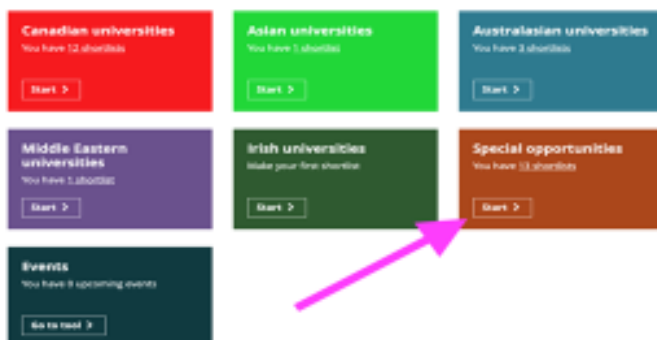 Canadian universities
You have 12 shortlists
Start >
Asian universities
You have 1 shortlist
Start >
Australasian universities
You have 3 shortlists
Start >
Middle Eastern
universities
You have 1 shortlist
Start >
Irish universities
Make your first shortlist
Start >
Special opportunities
You have 13 shortlists
Start >
Events
You have 9 upcoming events
Go to tool >